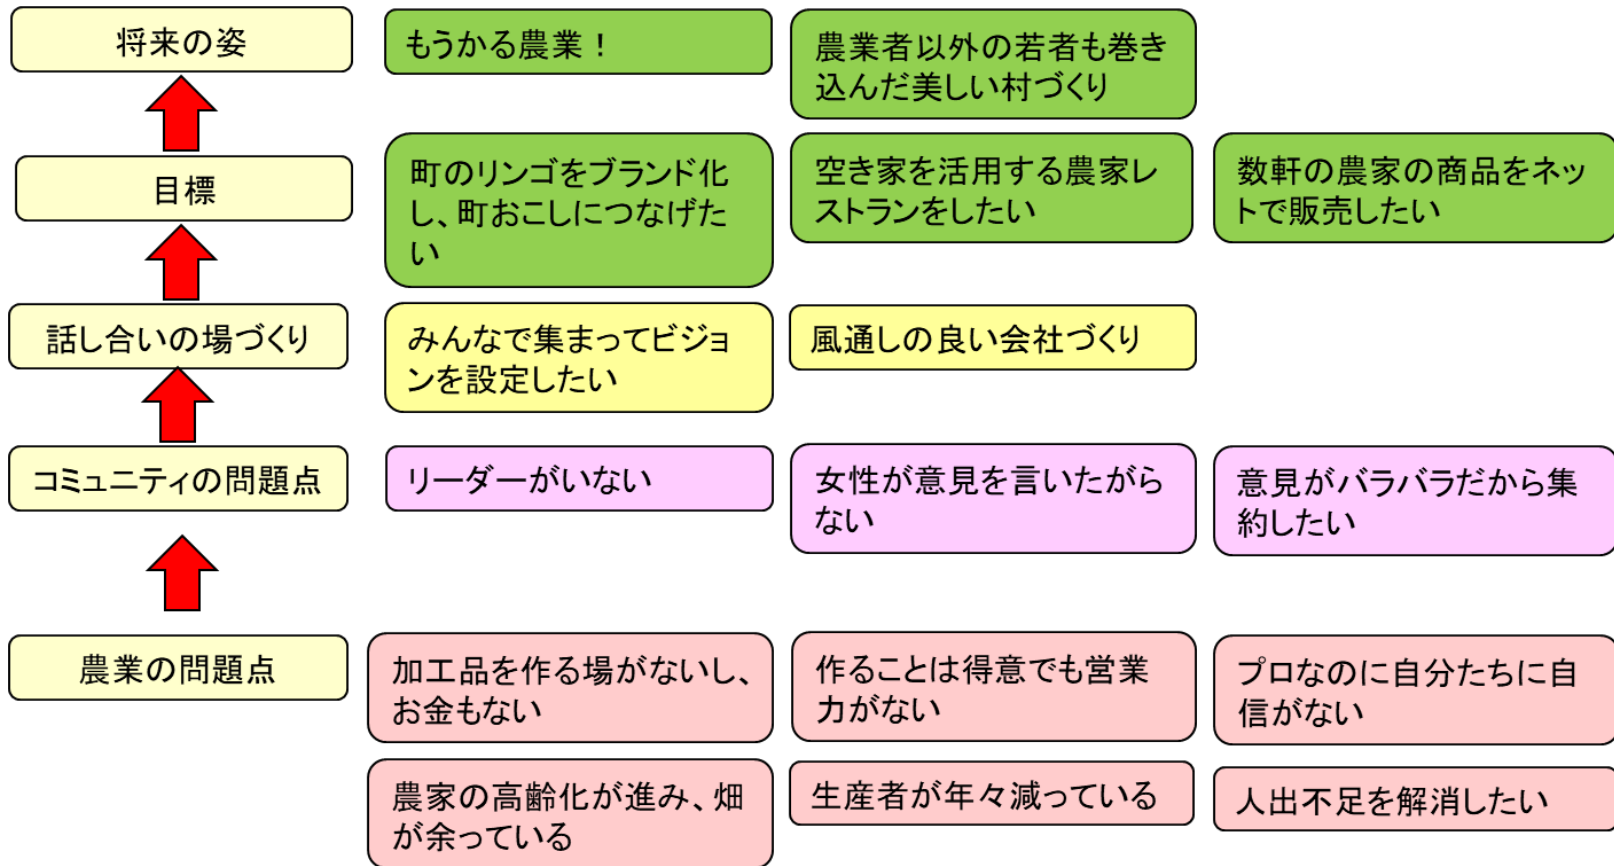 将来の姿
もうかる農業！
農業者以外の若者も巻き
込んだ美しい村づくり
目標
町のリンゴをブランド化
し、町おこしにつなげた
い
空き家を活用する農家レ
ストランをしたい
数軒の農家の商品をネッ
トで販売したい
話し合いの場づくり
みんなで集まってビジョ
ンを設定したい
風通しの良い会社づくり
コミュニティの問題点
リーダーがいない
女性が意見を言いたがら
ない
意見がバラバラだから集
約したい
農業の問題点
加工品を作る場がないし、
お金もない
作ることは得意でも営業
力がない
プロなのに自分たちに自
信がない
農家の高齢化が進み、畑
が余っている
生産者が年々減っている
人出不足を解消したい